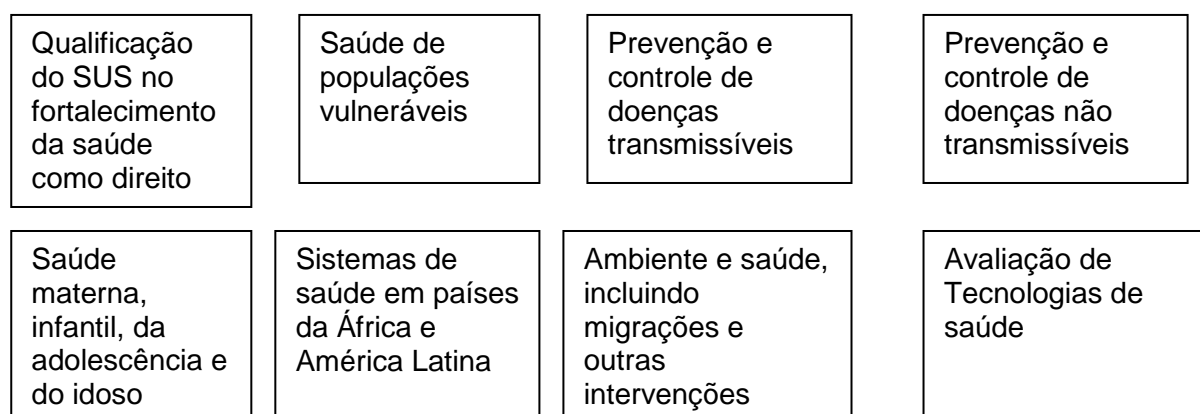 Qualificação
do SUS no
fortalecimento
da saúde
como direito
Saúde de
populações
vulneráveis
Prevenção e
controle de
doenças
transmissíveis
Prevenção e
controle de
doenças não
transmissíveis
Saúde
materna,
infantil, da
adolescência e
do idoso
Sistemas de
saúde em países
da África e
América Latina
Ambiente e saúde,
incluindo
migrações e
outras
intervenções
Avaliação de
Tecnologias de
saúde